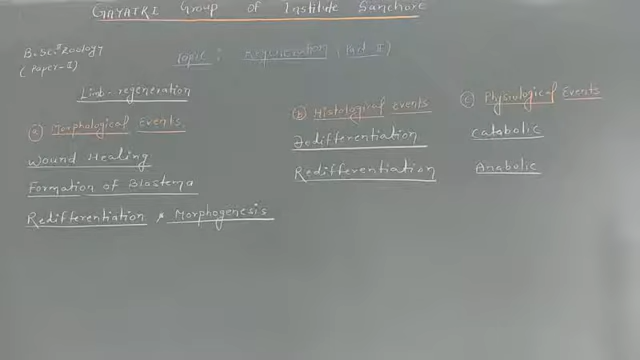 GAYATRI Group of Institute Sanchore
B.Sc. II Zoology
(Paper-II)
Topic : Regeneration (Part II)
Limb-regeneration
(A) Morphological Events
Wound Healing
Formation of Blastema
Redifferentiation & Morphogenesis
(B) Histological events
Dedifferentiation
Redifferentiation
(C) Physiological Events
Catabolic
Anabolic